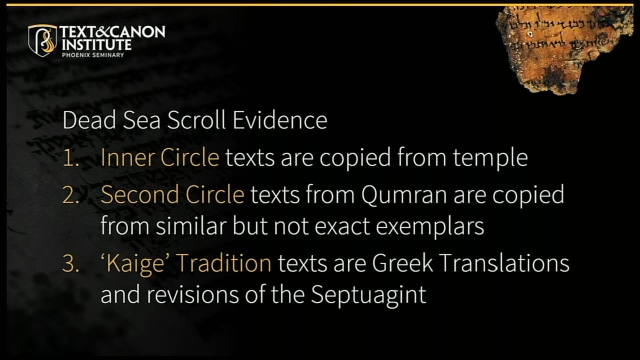 TEXT&CANON
INSTITUTE
PHOENIX SEMINARY
Dead Sea Scroll Evidence
1. Inner Circle texts are copied from temple
2. Second Circle texts from Qumran are copied
from similar but not exact exemplars
3. ‘Kaige’ Tradition texts are Greek Translations
and revisions of the Septuagint